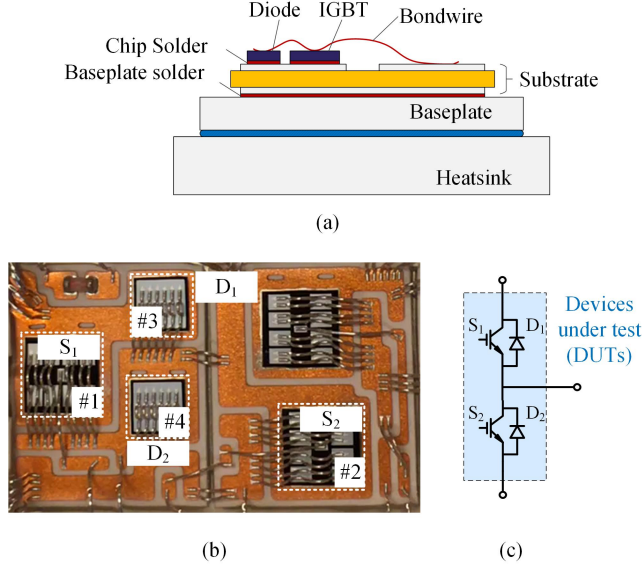 Diode IGBT Bondwire
Chip Solder
Baseplate solder
Substrate
Baseplate
Heatsink
(a)
D1
#3
S1
#1
#4
S2
D2
#2
(b)
S1 D1
Devices
under test
(DUTs)
S2 D2
(c)